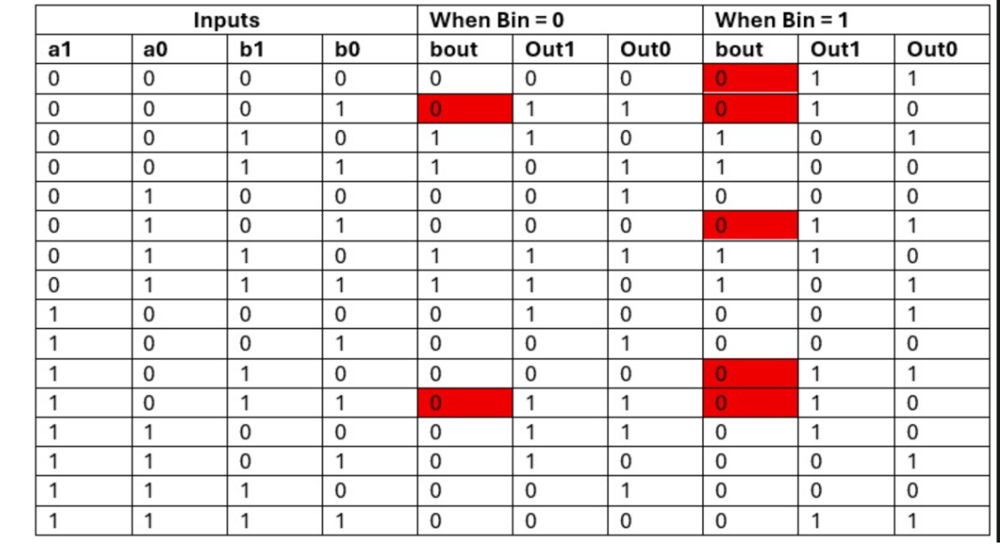 Inputs When Bin = 0 When Bin = 1
a1 a0 b1 b0 bout Out1 Out0 bout Out1 Out0
0 0 0 0 0 0 0 0 1 1
0 0 0 1 0 1 1 0 1 0
0 0 1 0 1 1 0 1 0 1
0 0 1 1 1 0 1 1 0 0
0 1 0 0 0 0 1 0 0 0
0 1 0 1 0 0 0 0 1 1
0 1 1 0 1 1 1 1 1 0
0 1 1 1 1 1 0 1 0 1
1 0 0 0 0 1 0 0 0 1
1 0 0 1 0 0 1 0 0 0
1 0 1 0 0 0 0 0 1 1
1 0 1 1 0 1 1 0 1 0
1 1 0 0 0 1 1 0 1 0
1 1 0 1 0 1 0 0 0 1
1 1 1 0 0 0 1 0 0 0
1 1 1 1 0 0 0 0 1 1